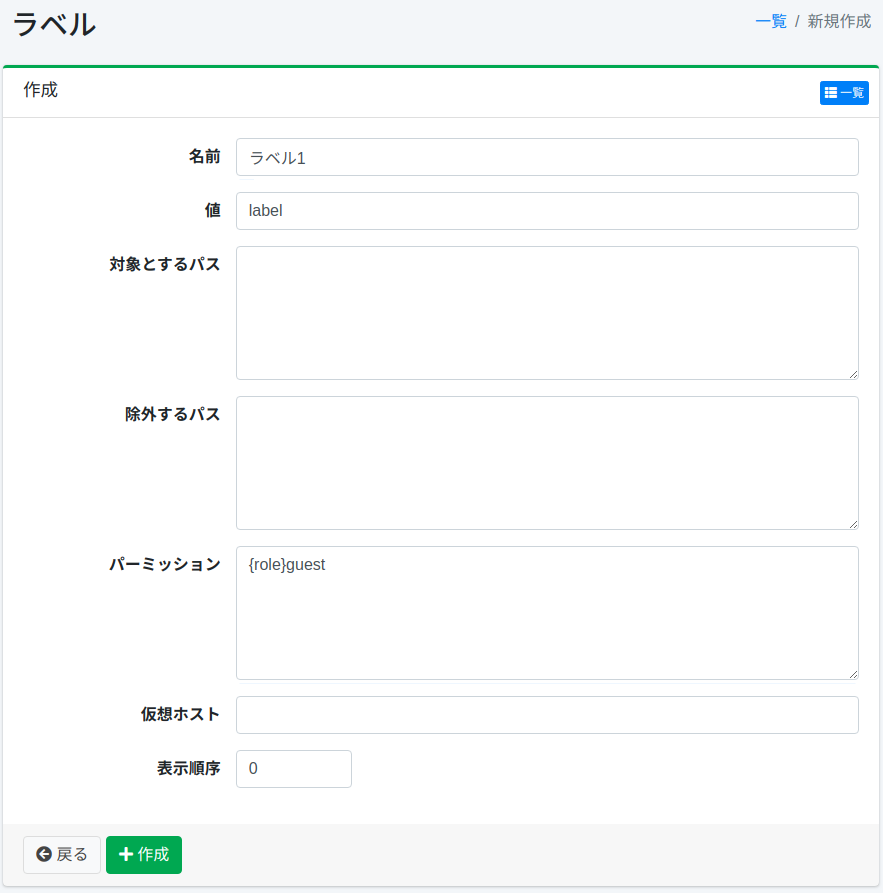 ラベル
一覧 / 新規作成
作成
一覧
名前 ラベル1
値 label
対象とするパス
除外するパス
パーミッション {role}guest
仮想ホスト
表示順序 0
戻る 作成